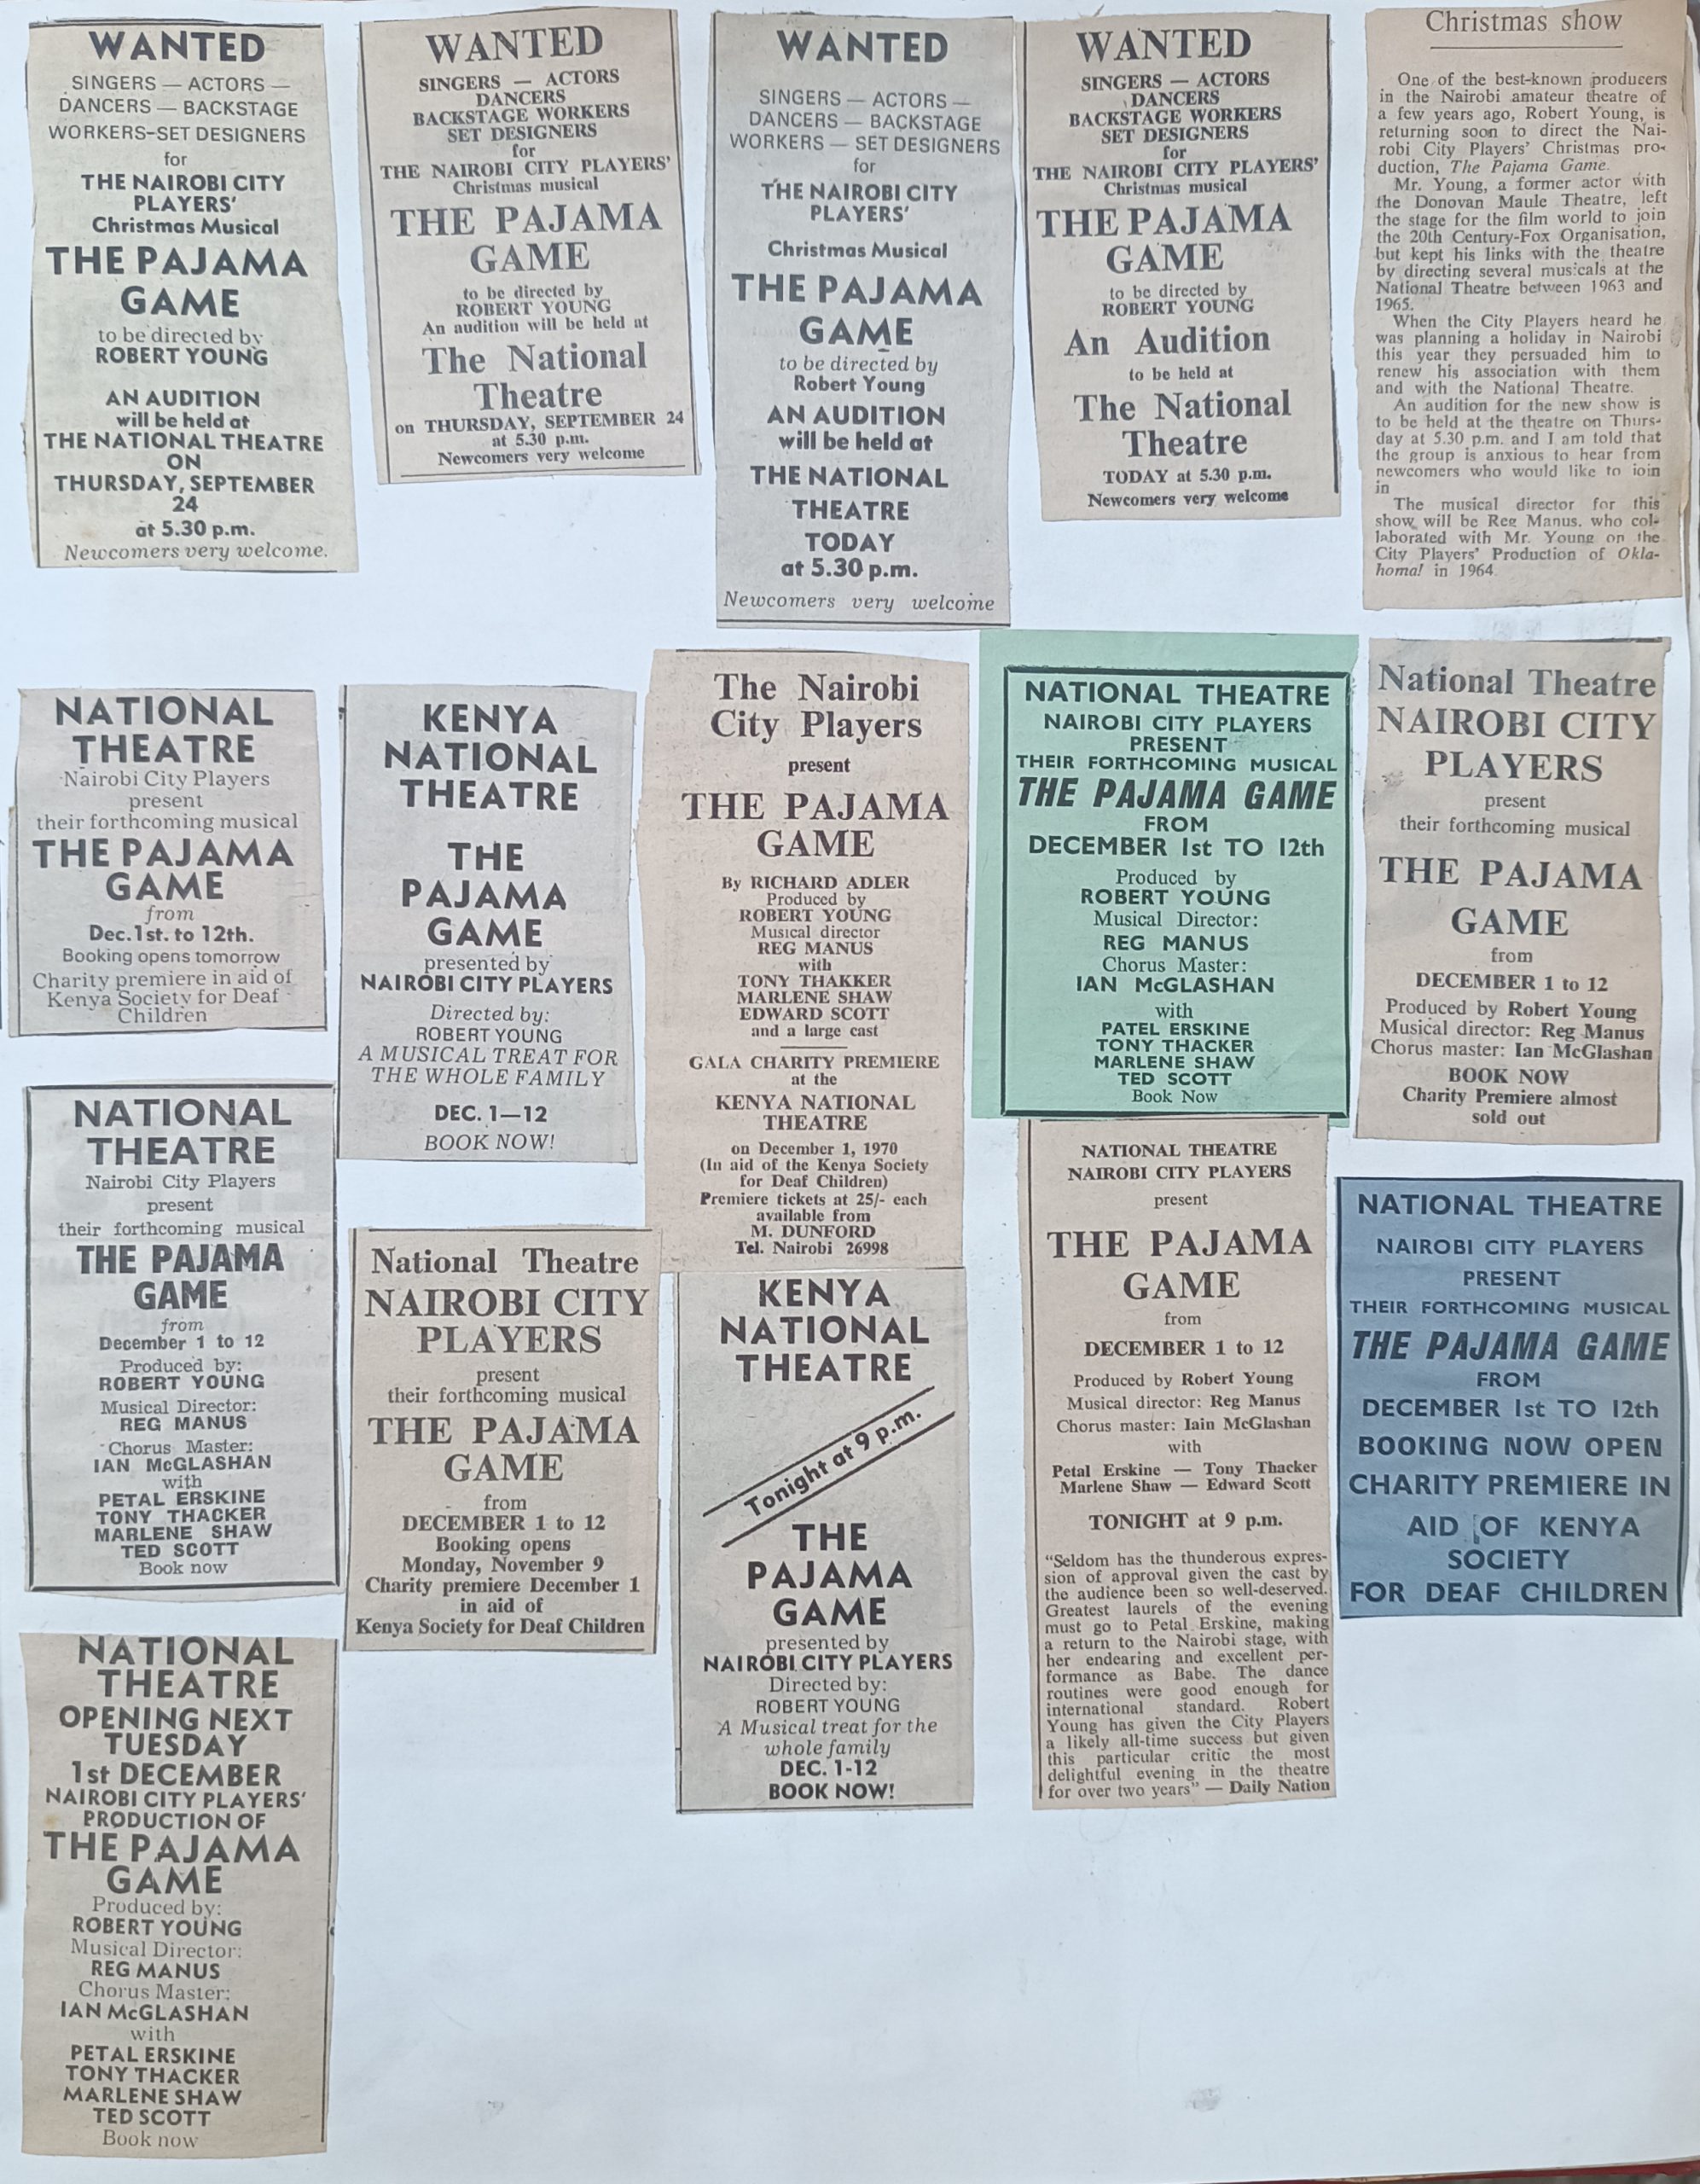 WANTED
SINGERS — ACTORS —
DANCERS — BACKSTAGE
WORKERS-SET DESIGNERS
for
THE NAIROBI CITY
PLAYERS'
Christmas Musical
THE PAJAMA
GAME
to be directed by
ROBERT YOUNG
AN AUDITION
will be held at
THE NATIONAL THEATRE
ON
THURSDAY, SEPTEMBER
24
at 5.30 p.m.
Newcomers very welcome.
WANTED
SINGERS — ACTORS
DANCERS
BACKSTAGE WORKERS
SET DESIGNERS
for
THE NAIROBI CITY PLAYERS'
Christmas musical
THE PAJAMA
GAME
to be directed by
ROBERT YOUNG
An audition will be held at
The National
Theatre
on THURSDAY, SEPTEMBER 24
at 5.30 p.m.
Newcomers very welcome
WANTED
SINGERS — ACTORS —
DANCERS — BACKSTAGE
WORKERS — SET DESIGNERS
for
THE NAIROBI CITY
PLAYERS'
Christmas Musical
THE PAJAMA
GAME
to be directed by
Robert Young
AN AUDITION
will be held at
THE NATIONAL
THEATRE
TODAY
at 5.30 p.m.
Newcomers very welcome
WANTED
SINGERS — ACTORS
DANCERS
BACKSTAGE WORKERS
SET DESIGNERS
for
THE NAIROBI CITY PLAYERS'
Christmas musical
THE PAJAMA
GAME
to be directed by
ROBERT YOUNG
An Audition
to be held at
The National
Theatre
TODAY at 5.30 p.m.
Newcomers very welcome
Christmas show
One of the best-known producers
in the Nairobi amateur theatre of
a few years ago, Robert Young, is
returning soon to direct the Nai-
robi City Players' Christmas pro-
duction, The Pajama Game.
Mr. Young, a former actor with
the Donovan Maule Theatre, left
the stage for the film world to join
the 20th Century-Fox Organisation,
but kept his links with the theatre
by directing several musicals at the
National Theatre between 1963 and
1965.
When the City Players heard he
was planning a holiday in Nairobi
this year they persuaded him to
renew his association with them
and with the National Theatre.
An audition for the new show is
to be held at the theatre on Thurs-
day at 5.30 p.m. and I am told that
the group is anxious to hear from
newcomers who would like to join
in
The musical director for this
show will be Reg Manus. who col-
laborated with Mr. Young on the
City Players' Production of Okla-
homa! in 1964.
NATIONAL
THEATRE
Nairobi City Players
present
their forthcoming musical
THE PAJAMA
GAME
from
Dec.1st. to 12th.
Booking opens tomorrow
Charity premiere in aid of
Kenya Society for Deaf
Children
KENYA
NATIONAL
THEATRE
THE
PAJAMA
GAME
presented by
NAIROBI CITY PLAYERS
Directed by:
ROBERT YOUNG
A MUSICAL TREAT FOR
THE WHOLE FAMILY
DEC. 1—12
BOOK NOW!
The Nairobi
City Players
present
THE PAJAMA
GAME
By RICHARD ADLER
Produced by
ROBERT YOUNG
Musical director
REG MANUS
with
TONY THAKKER
MARLENE SHAW
EDWARD SCOTT
and a large cast
GALA CHARITY PREMIERE
at the
KENYA NATIONAL
THEATRE
on December 1, 1970
(In aid of the Kenya Society
for Deaf Children)
Premiere tickets at 25/- each
available from
M. DUNFORD
Tel. Nairobi 26998
NATIONAL THEATRE
NAIROBI CITY PLAYERS
PRESENT
THEIR FORTHCOMING MUSICAL
THE PAJAMA GAME
FROM
DECEMBER 1st TO 12th
Produced by
ROBERT YOUNG
Musical Director:
REG MANUS
Chorus Master:
IAN McGLASHAN
with
PATEL ERSKINE
TONY THACKER
MARLENE SHAW
TED SCOTT
Book Now
National Theatre
NAIROBI CITY
PLAYERS
present
their forthcoming musical
THE PAJAMA
GAME
from
DECEMBER 1 to 12
Produced by Robert Young
Musical director: Reg Manus
Chorus master: Ian McGlashan
BOOK NOW
Charity Premiere almost
sold out
NATIONAL
THEATRE
Nairobi City Players
present
their forthcoming musical
THE PAJAMA
GAME
from
December 1 to 12
Produced by:
ROBERT YOUNG
Musical Director:
REG MANUS
Chorus Master:
IAN McGLASHAN
with
PETAL ERSKINE
TONY THACKER
MARLENE SHAW
TED SCOTT
Book now
National Theatre
NAIROBI CITY
PLAYERS
present
their forthcoming musical
THE PAJAMA
GAME
from
DECEMBER 1 to 12
Booking opens
Monday, November 9
Charity premiere December 1
in aid of
Kenya Society for Deaf Children
KENYA
NATIONAL
THEATRE
Tonight at 9 p.m.
THE
PAJAMA
GAME
presented by
NAIROBI CITY PLAYERS
Directed by:
ROBERT YOUNG
A Musical treat for the
whole family
DEC. 1-12
BOOK NOW!
NATIONAL THEATRE
NAIROBI CITY PLAYERS
present
THE PAJAMA
GAME
from
DECEMBER 1 to 12
Produced by Robert Young
Musical director: Reg Manus
Chorus master: Iain McGlashan
with
Petal Erskine — Tony Thacker
Marlene Shaw — Edward Scott
TONIGHT at 9 p.m.
"Seldom has the thunderous expres-
sion of approval given the cast by
the audience been so well-deserved.
Greatest laurels of the evening
must go to Petal Erskine, making
a return to the Nairobi stage, with
her endearing and excellent per-
formance as Babe. The dance
routines were good enough for
international standard. Robert
Young has given the City Players
a likely all-time success but given
this particular critic the most
delightful evening in the theatre
for over two years" — Daily Nation
NATIONAL THEATRE
NAIROBI CITY PLAYERS
PRESENT
THEIR FORTHCOMING MUSICAL
THE PAJAMA GAME
FROM
DECEMBER 1st TO 12th
BOOKING NOW OPEN
CHARITY PREMIERE IN
AID OF KENYA
SOCIETY
FOR DEAF CHILDREN
NATIONAL
THEATRE
OPENING NEXT
TUESDAY
1st DECEMBER
NAIROBI CITY PLAYERS'
PRODUCTION OF
THE PAJAMA
GAME
Produced by:
ROBERT YOUNG
Musical Director:
REG MANUS
Chorus Master:
IAN McGLASHAN
with
PETAL ERSKINE
TONY THACKER
MARLENE SHAW
TED SCOTT
Book now